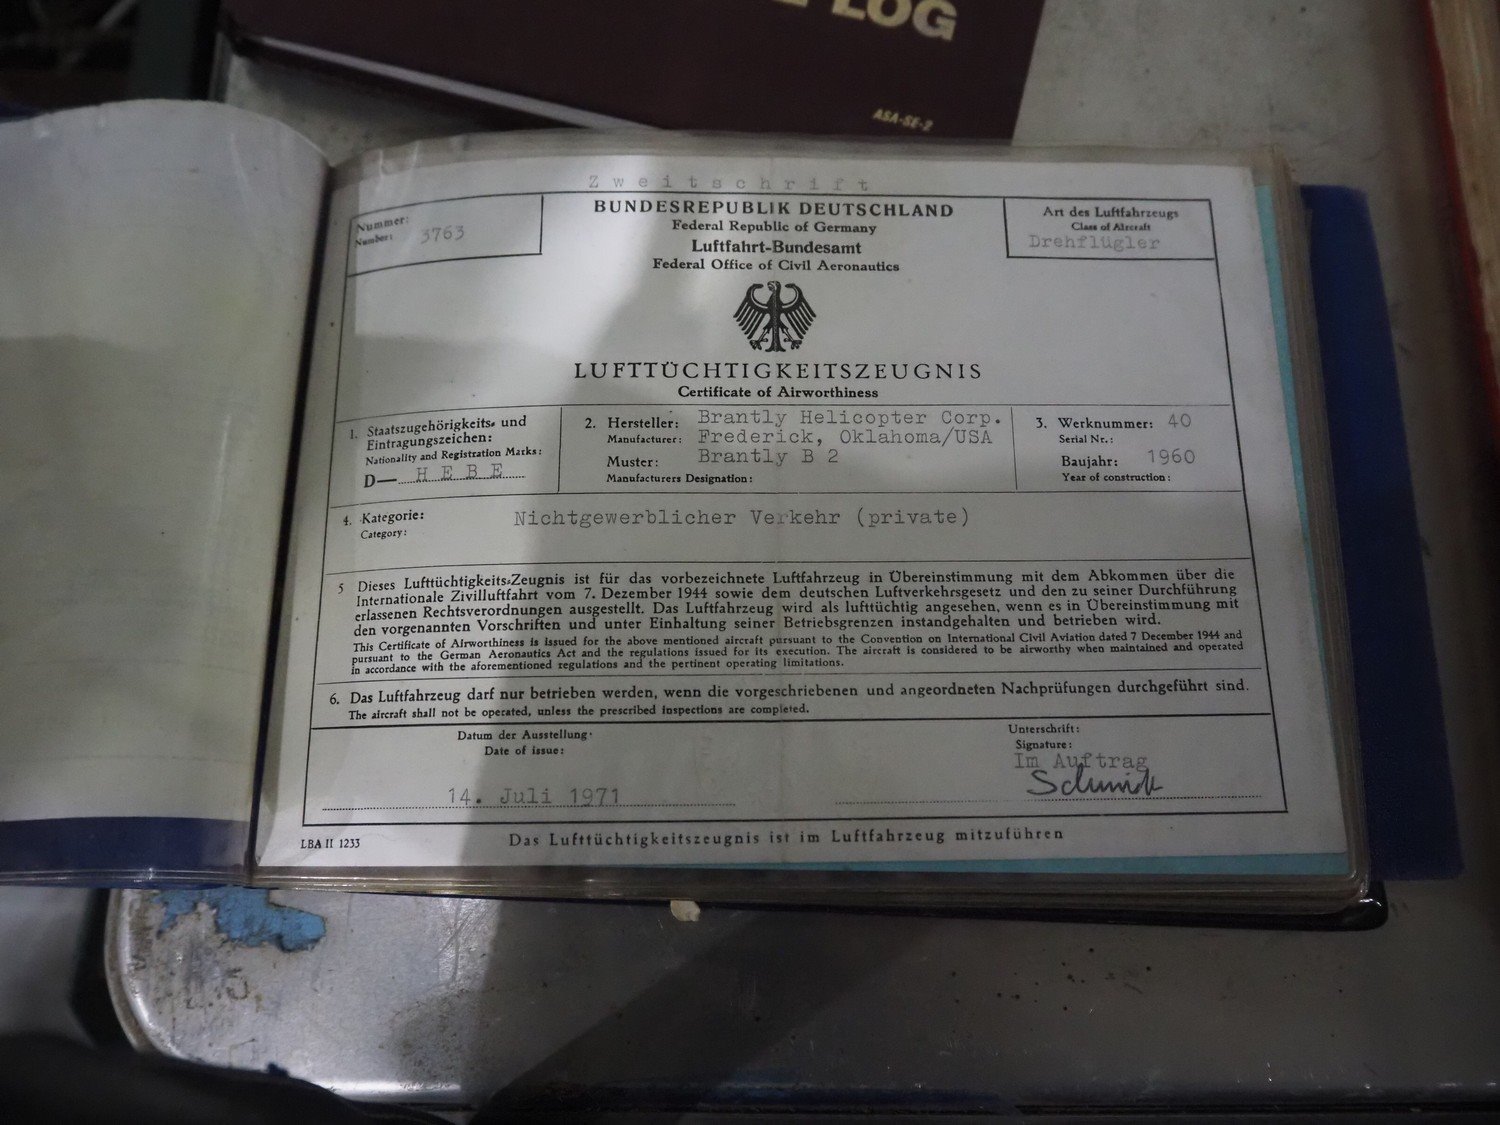 LOG
ASA-SE-2
Zweitschrift
Nummer:
Number: 3763
BUNDESREPUBLIK DEUTSCHLAND
Federal Republic of Germany
Luftfahrt-Bundesamt
Federal Office of Civil Aeronautics
Art des Luftfahrzeugs
Class of Aircraft
Drehflügler
LUFTTÜCHTIGKEITSZEUGNIS
Certificate of Airworthiness
1. Staatszugehörigkeits- und
Eintragungszeichen:
Nationality and Registration Marks:
D— HEBE
2. Hersteller: Brantly Helicopter Corp.
Manufacturer: Frederick, Oklahoma/USA
Muster: Brantly B 2
Manufacturers Designation:
3. Werknummer: 40
Serial Nr.:
Baujahr: 1960
Year of construction:
4. Kategorie: Nichtgewerblicher Verkehr (private)
Category:
5 Dieses Lufttüchtigkeits-Zeugnis ist für das vorbezeichnete Luftfahrzeug in Übereinstimmung mit dem Abkommen über die
Internationale Zivilluftfahrt vom 7. Dezember 1944 sowie dem deutschen Luftverkehrsgesetz und den zu seiner Durchführung
erlassenen Rechtsverordnungen ausgestellt. Das Luftfahrzeug wird als lufttüchtig angesehen, wenn es in Übereinstimmung mit
den vorgenannten Vorschriften und unter Einhaltung seiner Betriebsgrenzen instandgehalten und betrieben wird.
This Certificate of Airworthiness is issued for the above mentioned aircraft pursuant to the Convention on International Civil Aviation dated 7 December 1944 and
pursuant to the German Aeronautics Act and the regulations issued for its execution. The aircraft is considered to be airworthy when maintained and operated
in accordance with the aforementioned regulations and the pertinent operating limitations.
6. Das Luftfahrzeug darf nur betrieben werden, wenn die vorgeschriebenen und angeordneten Nachprüfungen durchgeführt sind.
The aircraft shall not be operated, unless the prescribed inspections are completed.
Datum der Ausstellung:
Date of issue:
14. Juli 1971
Unterschrift:
Signature:
Im Auftrag
Schmidt
LBA II 1233
Das Lufttüchtigkeitszeugnis ist im Luftfahrzeug mitzuführen